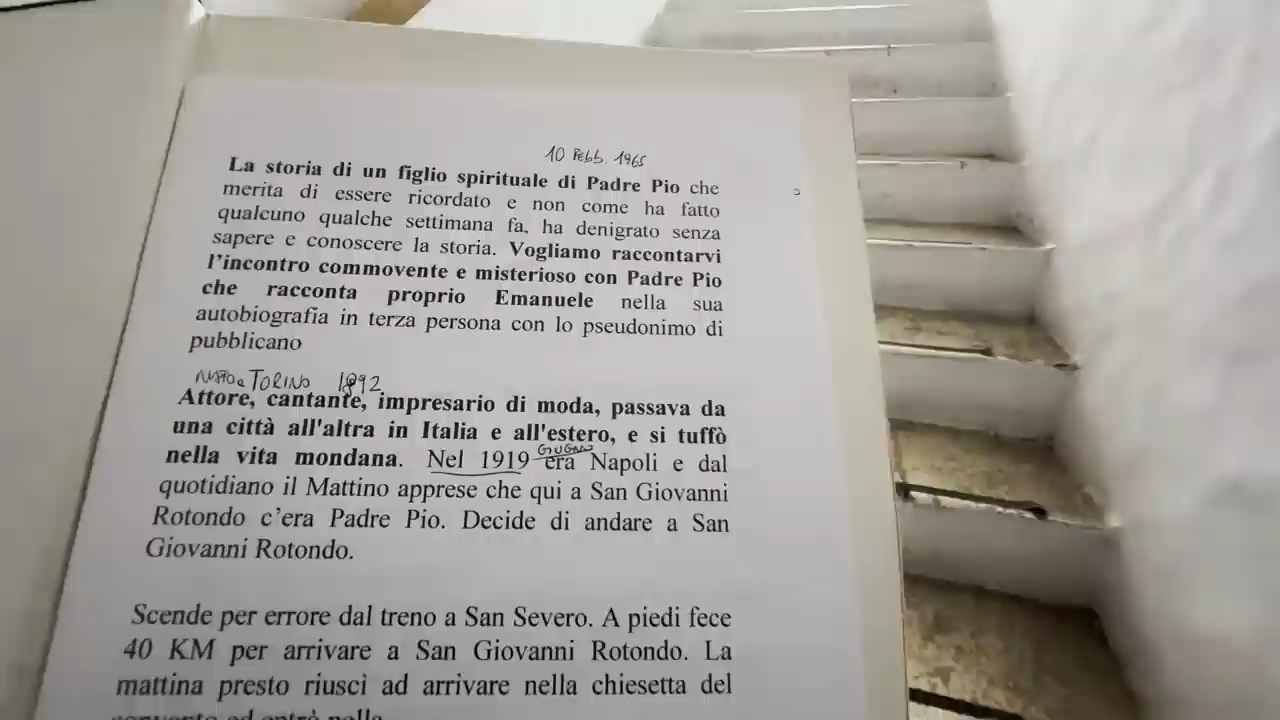 10 Febb. 1965
La storia di un figlio spirituale di Padre Pio che
merita di essere ricordato e non come ha fatto
qualcuno qualche settimana fa, ha denigrato senza
sapere e conoscere la storia. Vogliamo raccontarvi
l'incontro commovente e misterioso con Padre Pio
che racconta proprio Emanuele nella sua
autobiografia in terza persona con lo pseudonimo di
pubblicano
NATO a TORINO 1892
Attore, cantante, impresario di moda, passava da
una città all'altra in Italia e all'estero, e si tuffò
nella vita mondana. Nel 1919 era Napoli e dal
GIUGNO
quotidiano il Mattino apprese che qui a San Giovanni
Rotondo c'era Padre Pio. Decide di andare a San
Giovanni Rotondo.
Scende per errore dal treno a San Severo. A piedi fece
40 KM per arrivare a San Giovanni Rotondo. La
mattina presto riuscì ad arrivare nella chiesetta del
convento ed entrò nella